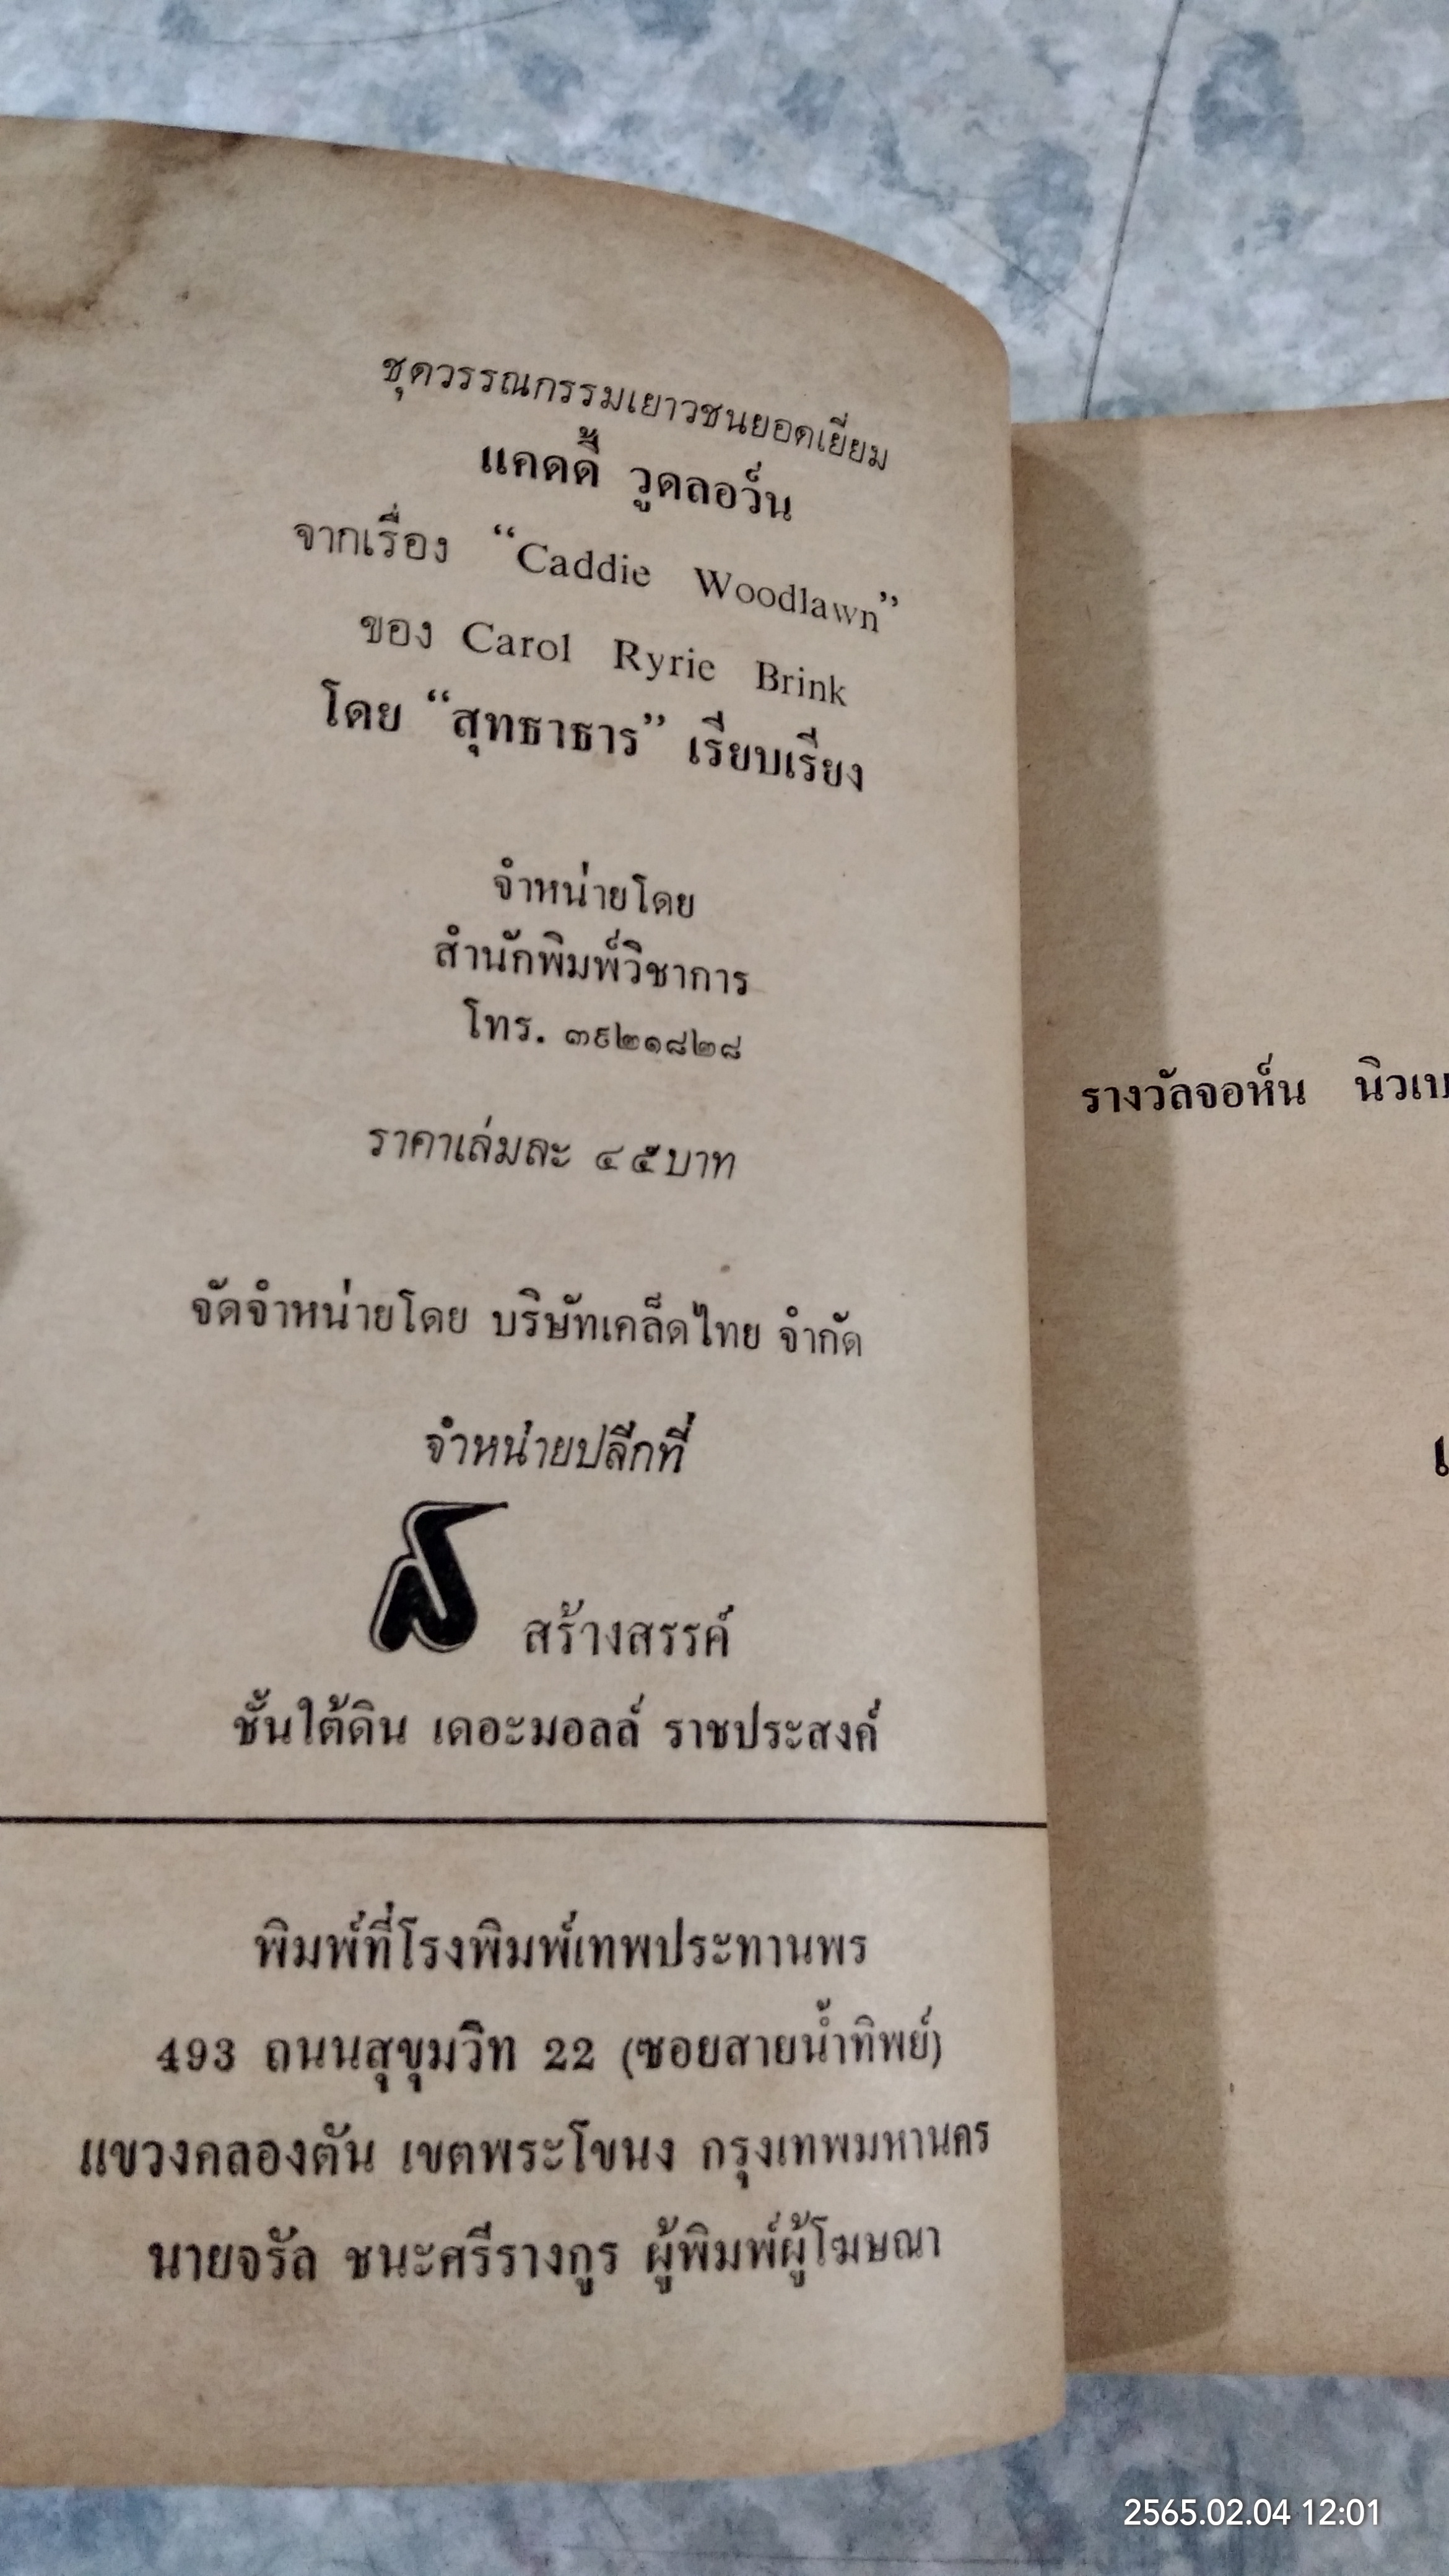 ชุดวรรณกรรมเยาวชนยอดเยี่ยม
แคดดี้ วูดลอว์น
จากเรื่อง “Caddie Woodlawn”
ของ Carol Ryrie Brink
โดย “สุทธาธาร” เรียบเรียง
จำหน่ายโดย
สำนักพิมพ์วิชาการ
โทร. ๓๙๒๑๘๒๘
ราคาเล่มละ ๔๕บาท
จัดจำหน่ายโดย บริษัทเคล็ดไทย จำกัด
จำหน่ายปลีกที่
ส สร้างสรรค์
ชั้นใต้ดิน เดอะมอลล์ ราชประสงค์
พิมพ์ที่โรงพิมพ์เทพประทานพร
493 ถนนสุขุมวิท 22 (ซอยสายน้ำทิพย์)
แขวงคลองตัน เขตพระโขนง กรุงเทพมหานคร
นายจรัล ชนะศรีรางกูร ผู้พิมพ์ผู้โฆษณา
รางวัลจอห์น นิวเบ
2565.02.04 12:01